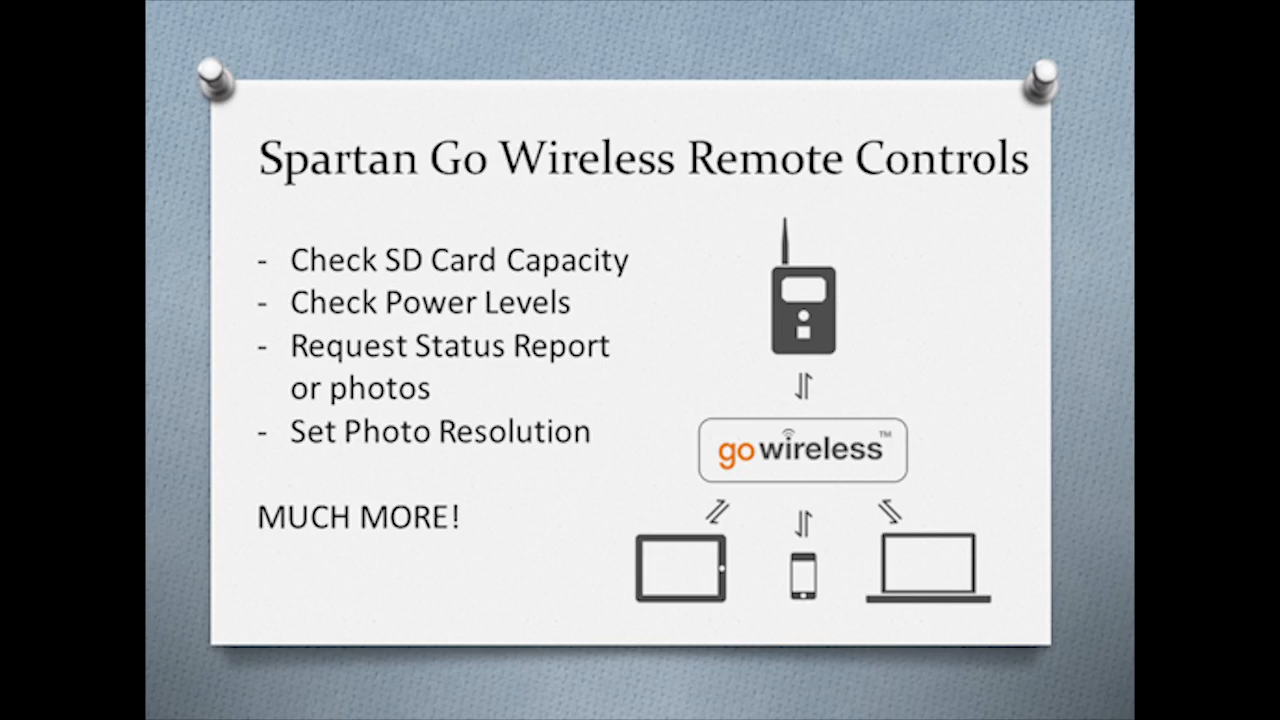 Spartan Go Wireless Remote Controls
- Check SD Card Capacity
- Check Power Levels
- Request Status Report
or photos
- Set Photo Resolution
MUCH MORE!
go wireless™